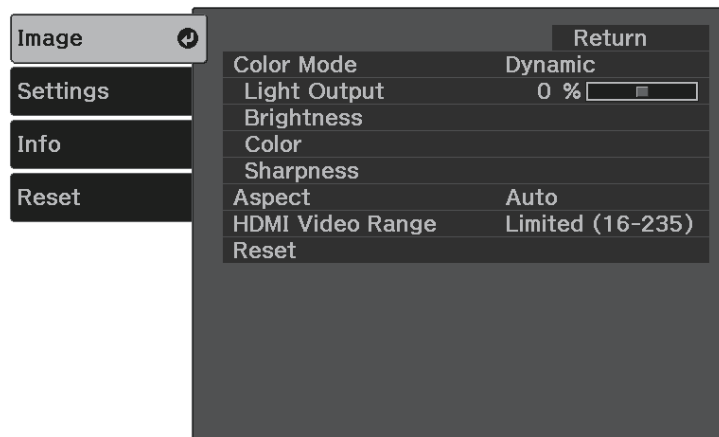 Image
Settings
Info
Reset
Return
Color Mode Dynamic
Light Output 0 %
Brightness
Color
Sharpness
Aspect Auto
HDMI Video Range Limited (16-235)
Reset